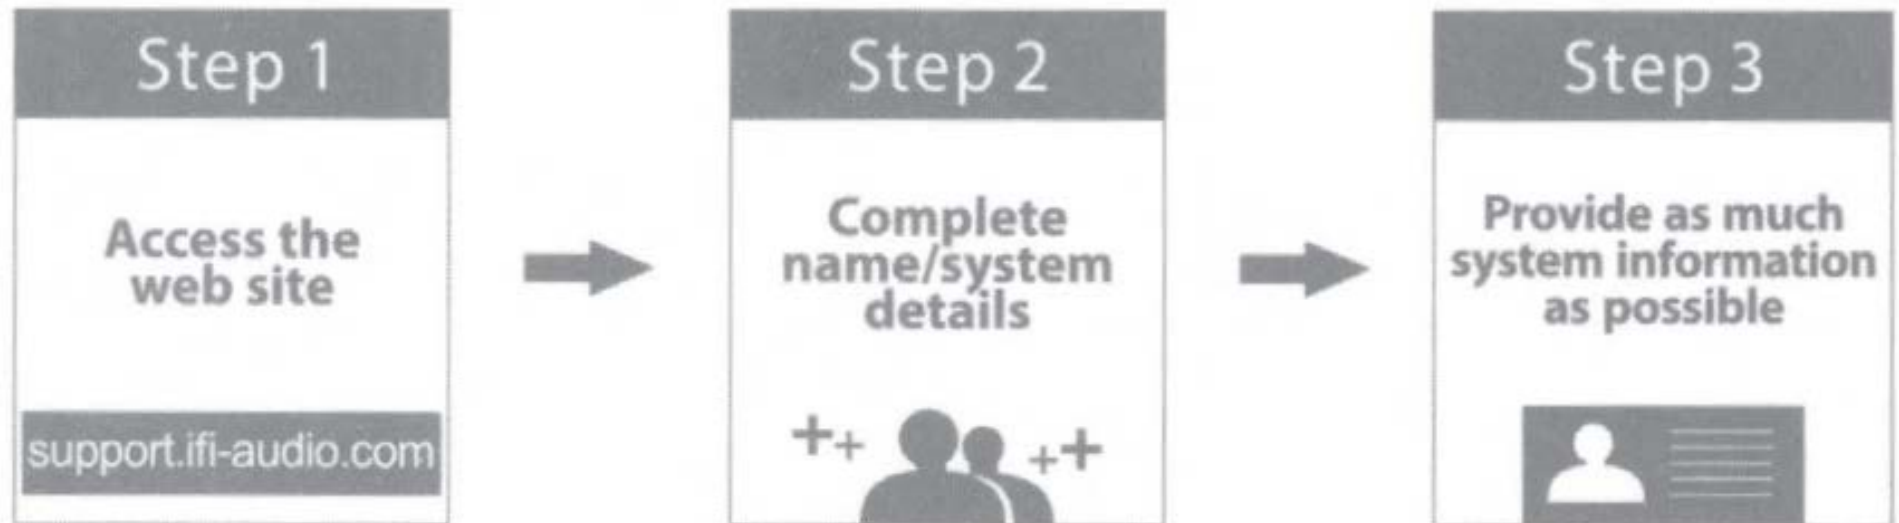 Step 1
Access the
web site
support.ifi-audio.com
Step 2
Complete
name/system
details
Step 3
Provide as much
system information
as possible